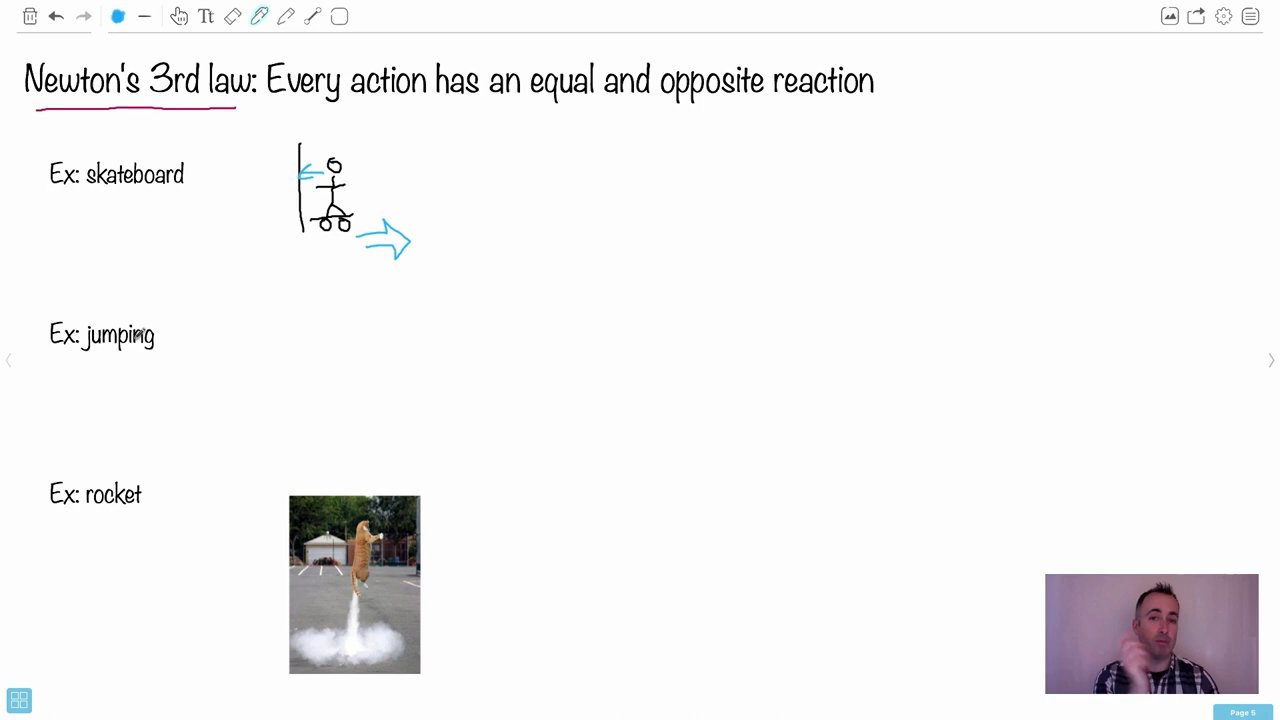 Tt
Newton's 3rd law: Every action has an equal and opposite reaction
Ex: skateboard
Ex: jumping
Ex: rocket
Page 5